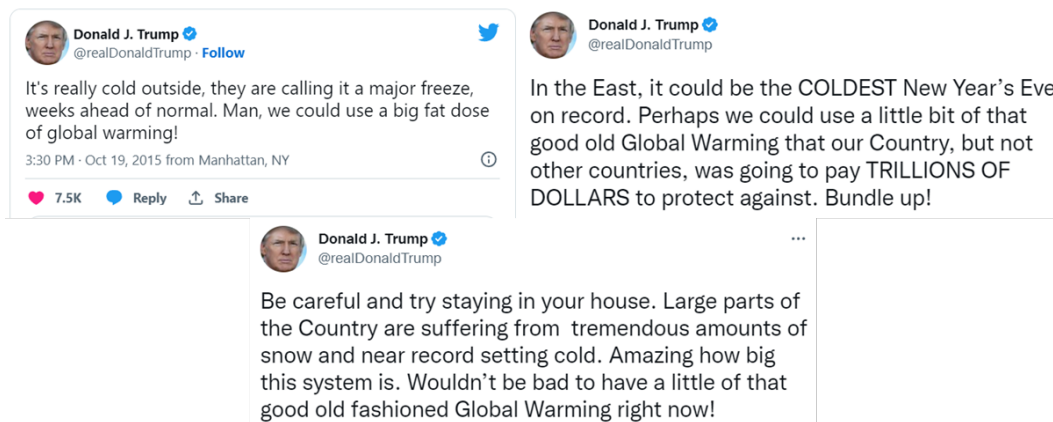 Donald J. Trump
@realDonaldTrump · Follow
It's really cold outside, they are calling it a major freeze,
weeks ahead of normal. Man, we could use a big fat dose
of global warming!
3:30 PM · Oct 19, 2015 from Manhattan, NY
7.5K Reply Share
Donald J. Trump
@realDonaldTrump
In the East, it could be the COLDEST New Year’s Eve
on record. Perhaps we could use a little bit of that
good old Global Warming that our Country, but not
other countries, was going to pay TRILLIONS OF
DOLLARS to protect against. Bundle up!
Donald J. Trump
@realDonaldTrump
Be careful and try staying in your house. Large parts of
the Country are suffering from tremendous amounts of
snow and near record setting cold. Amazing how big
this system is. Wouldn’t be bad to have a little of that
good old fashioned Global Warming right now!